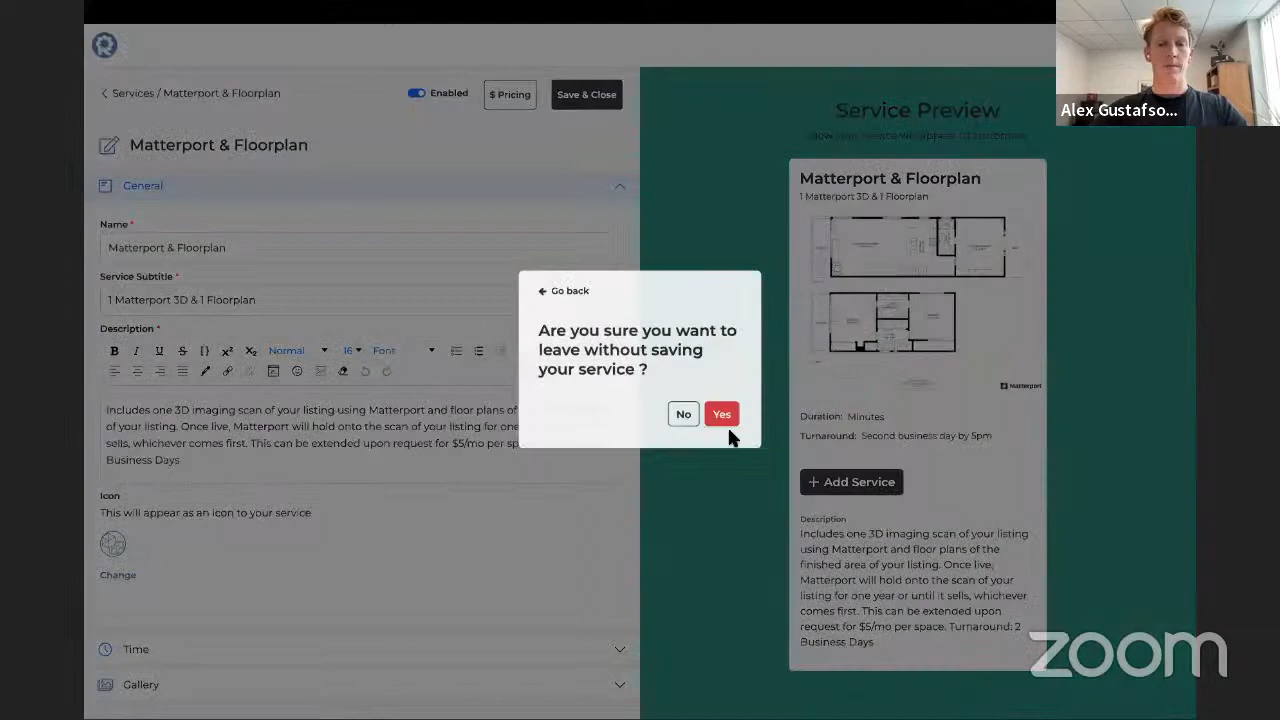 Alex Gustafso...
Services / Matterport & Floorplan
Enabled
$ Pricing
Save & Close
Matterport & Floorplan
General
Name *
Matterport & Floorplan
Service Subtitle *
1 Matterport 3D & 1 Floorplan
Description *
B I U S {} X² X₂ Normal 16 Font
Includes one 3D imaging scan of your listing using Matterport and floor plans of
of your listing. Once live, Matterport will hold onto the scan of your listing for one
sells, whichever comes first. This can be extended upon request for $5/mo per sp
Business Days
Icon
This will appear as an icon to your service
Change
Time
Gallery
Go back
Are you sure you want to
leave without saving
your service ?
No
Yes
Service Preview
Matterport & Floorplan
1 Matterport 3D & 1 Floorplan
Matterport
Duration: Minutes
Turnaround: Second business day by 5pm
+ Add Service
Description
Includes one 3D imaging scan of your listing
using Matterport and floor plans of the
finished area of your listing. Once live,
Matterport will hold onto the scan of your
listing for one year or until it sells, whichever
comes first. This can be extended upon
request for $5/mo per space. Turnaround: 2
Business Days
zoom